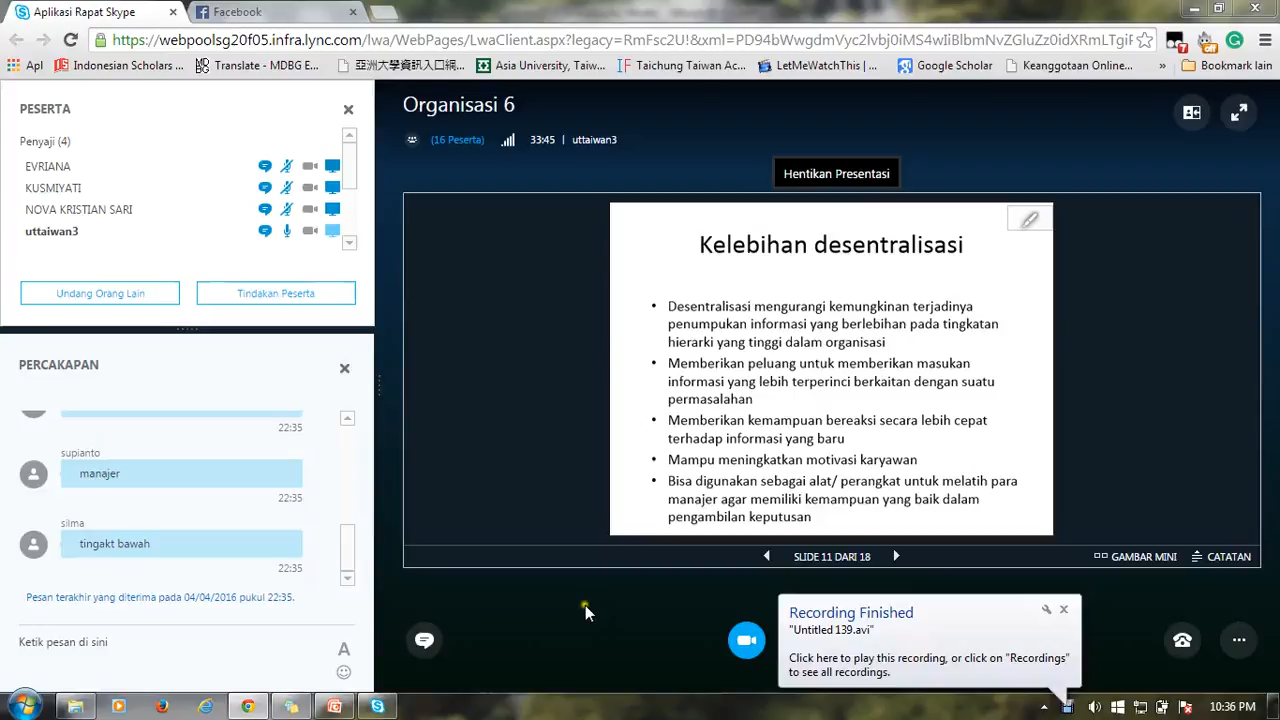 Aplikasi Rapat Skype
Facebook
https://webpoolsg20f05.infra.lync.com/lwa/WebPages/LwaClient.aspx?legacy=RmFsc2U!&xml=PD94bWwgdmVyc2lvbj0iMS4wIiBlbmNvZGluZz0idXRmLTgiP
Apl
Indonesian Scholars ...
Translate - MDBG E...
亞洲大學資訊入口網...
Asia University, Taiw...
Taichung Taiwan Ac...
LetMeWatchThis | ...
Google Scholar
Keanggotaan Online...
»
Bookmark lain
PESERTA
Penyaji (4)
EVRIANA
KUSMIYATI
NOVA KRISTIAN SARI
uttaiwan3
Undang Orang Lain
Tindakan Peserta
PERCAKAPAN
22:35
supianto
manajer
22:35
silma
tingakt bawah
22:35
Pesan terakhir yang diterima pada 04/04/2016 pukul 22:35.
Ketik pesan di sini
A
Organisasi 6
(16 Peserta)
33:45 | uttaiwan3
Hentikan Presentasi
Kelebihan desentralisasi
• Desentralisasi mengurangi kemungkinan terjadinya
penumpukan informasi yang berlebihan pada tingkatan
hierarki yang tinggi dalam organisasi
• Memberikan peluang untuk memberikan masukan
informasi yang lebih terperinci berkaitan dengan suatu
permasalahan
• Memberikan kemampuan bereaksi secara lebih cepat
terhadap informasi yang baru
• Mampu meningkatkan motivasi karyawan
• Bisa digunakan sebagai alat/ perangkat untuk melatih para
manajer agar memiliki kemampuan yang baik dalam
pengambilan keputusan
SLIDE 11 DARI 18
GAMBAR MINI
CATATAN
Recording Finished
"Untitled 139.avi"
Click here to play this recording, or click on "Recordings"
to see all recordings.
10:36 PM